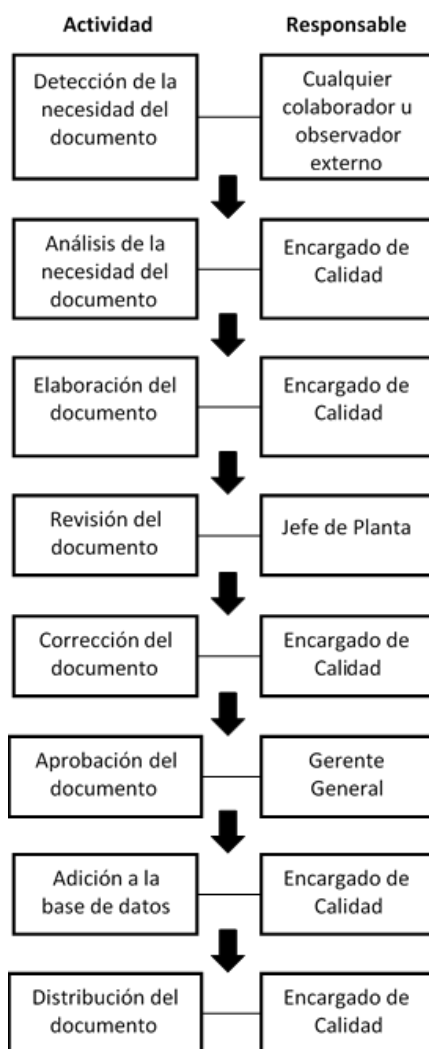 Actividad
Responsable
Detección de la
necesidad del
documento
Cualquier
colaborador u
observador
externo
Análisis de la
necesidad del
documento
Encargado de
Calidad
Elaboración del
documento
Encargado de
Calidad
Revisión del
documento
Jefe de Planta
Corrección del
documento
Encargado de
Calidad
Aprobación del
documento
Gerente
General
Adición a la
base de datos
Encargado de
Calidad
Distribución del
documento
Encargado de
Calidad